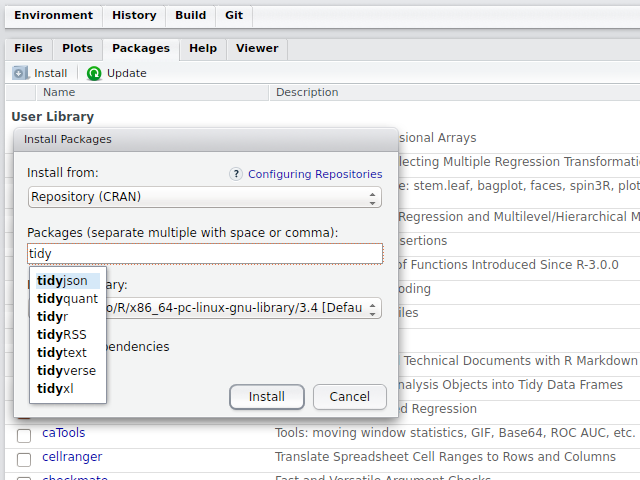 Environment History Build Git
Files Plots Packages Help Viewer
Install Update
Name Description
User Library
Install Packages
sional Arrays
Install from: ? Configuring Repositories
lecting Multiple Regression Transformatio
Repository (CRAN)
e: stem.leaf, bagplot, faces, spin3R, plot
Regression and Multilevel/Hierarchical M
Packages (separate multiple with space or comma):
sertions
tidy
of Functions Introduced Since R-3.0.0
tidyjson
ary:
oding
tidyquant
o/R/x86_64-pc-linux-gnu-library/3.4 [Defau
tidyr
iles
tidyRSS
tidytext
pendencies
Technical Documents with R Markdown
tidyverse
nalysis Objects into Tidy Data Frames
tidyxl
Install Cancel
d Regression
caTools Tools: moving window statistics, GIF, Base64, ROC AUC, etc.
cellranger Translate Spreadsheet Cell Ranges to Rows and Columns
checkmate Fast and Versatile Argument Checks